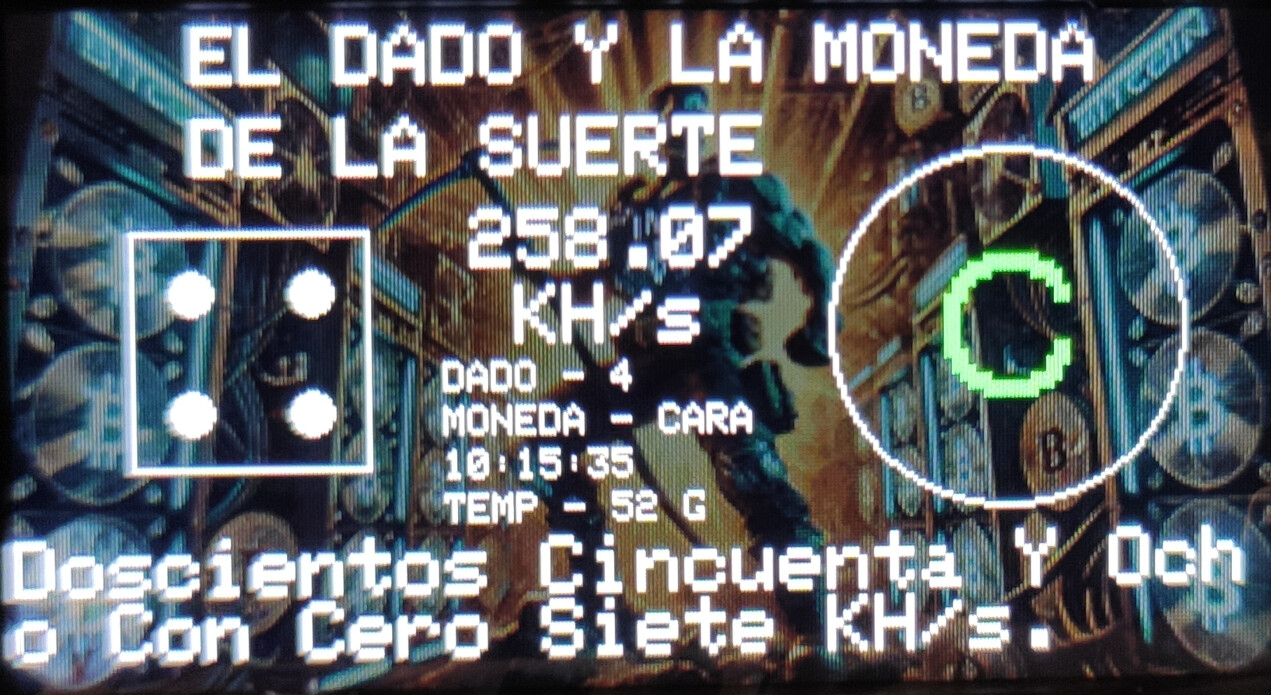 EL DADO Y LA MONEDA
DE LA SUERTE
258.07
KH/s
C
DADO - 4
MONEDA - CARA
10:15:35
TEMP - 52 G
Doscientos Cincuenta Y Och
o Con Cero Siete KH/s.